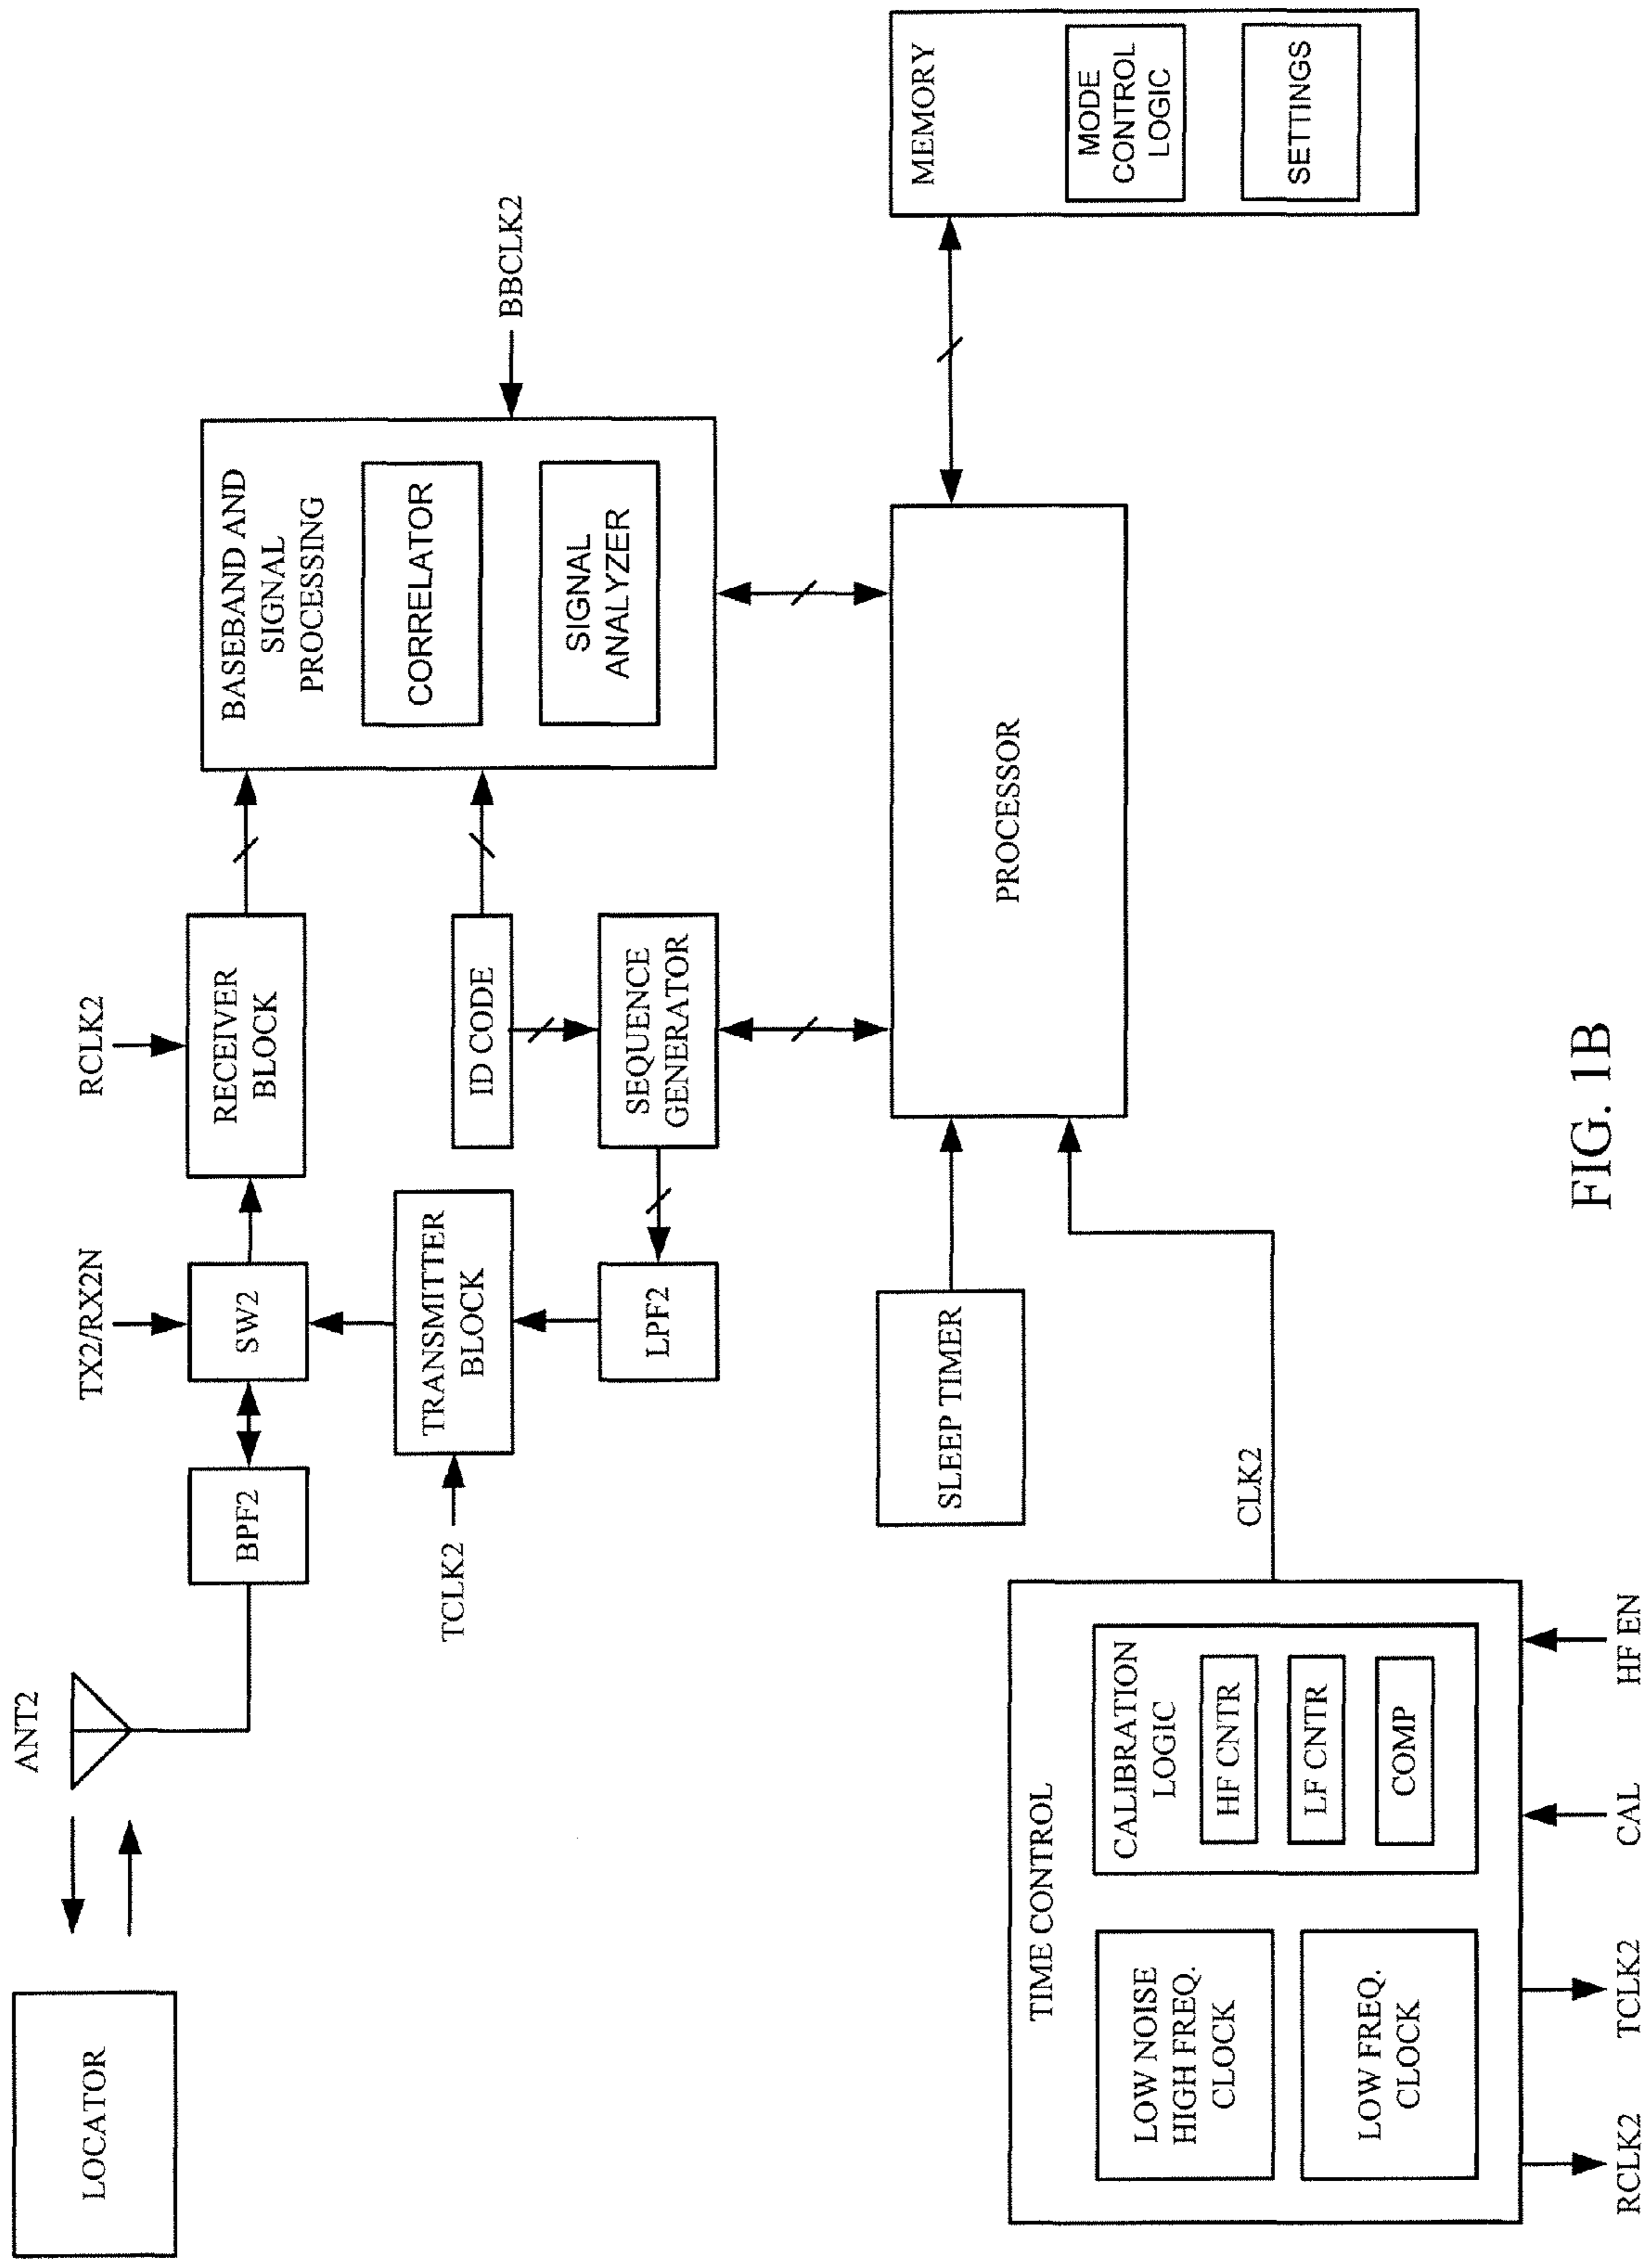 LOCATOR
ANT2
BPF2
TX2/RX2N
SW2
RCLK2
RECEIVER
BLOCK
BASEBAND AND
SIGNAL
PROCESSING
CORRELATOR
SIGNAL
ANALYZER
BBCLK2
TCLK2
TRANSMITTER
BLOCK
ID CODE
SEQUENCE
GENERATOR
LPF2
SLEEP TIMER
PROCESSOR
MEMORY
MODE
CONTROL
LOGIC
SETTINGS
TIME CONTROL
LOW NOISE
HIGH FREQ.
CLOCK
LOW FREQ.
CLOCK
CALIBRATION
LOGIC
HF CNTR
LF CNTR
COMP
CLK2
RCLK2
TCLK2
CAL
HF EN
FIG. 1B